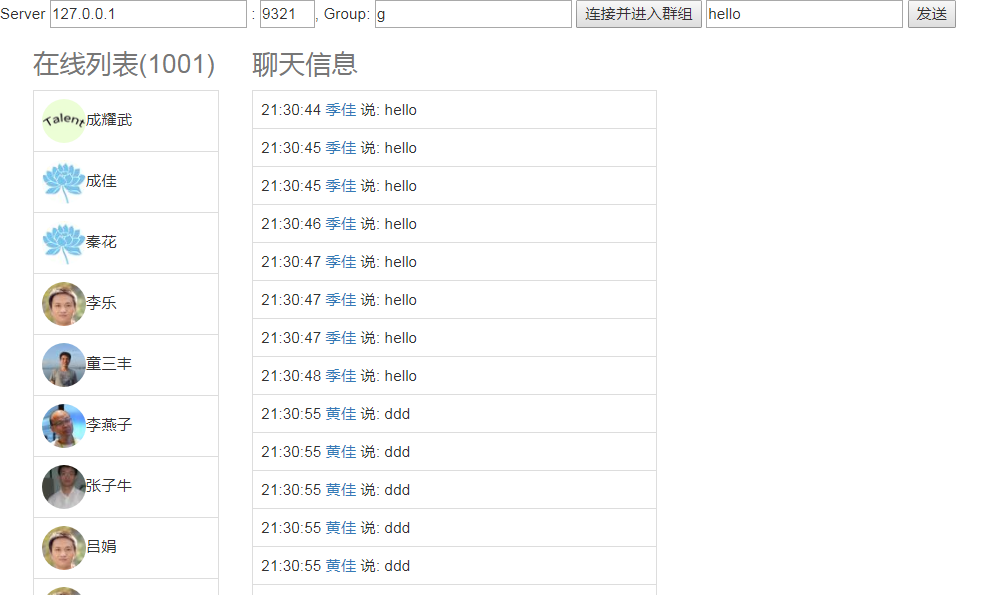 Server 127.0.0.1 : 9321, Group: g 连接并进入群组 hello 发送
在线列表(1001)
Talent 成耀武
成佳
秦花
李乐
童三丰
李燕子
张子牛
吕娟
聊天信息
21:30:44 季佳 说: hello
21:30:45 季佳 说: hello
21:30:45 季佳 说: hello
21:30:46 季佳 说: hello
21:30:47 季佳 说: hello
21:30:47 季佳 说: hello
21:30:47 季佳 说: hello
21:30:48 季佳 说: hello
21:30:55 黄佳 说: ddd
21:30:55 黄佳 说: ddd
21:30:55 黄佳 说: ddd
21:30:55 黄佳 说: ddd
21:30:55 黄佳 说: ddd